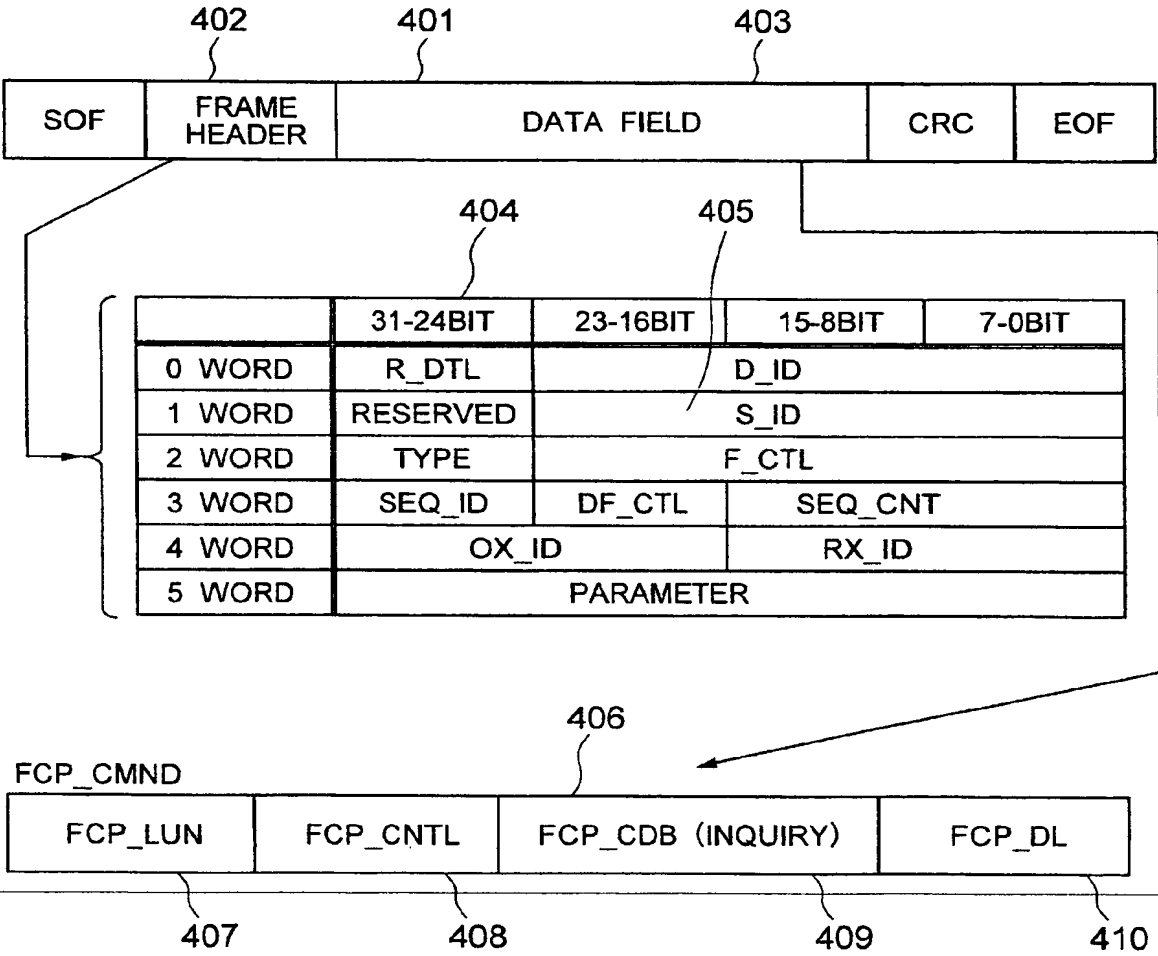 402 401 403
SOF FRAME HEADER DATA FIELD CRC EOF
404 405
31-24BIT 23-16BIT 15-8BIT 7-0BIT
0 WORD R_DTL D_ID
1 WORD RESERVED S_ID
2 WORD TYPE F_CTL
3 WORD SEQ_ID DF_CTL SEQ_CNT
4 WORD OX_ID RX_ID
5 WORD PARAMETER
406
FCP_CMND
FCP_LUN FCP_CNTL FCP_CDB (INQUIRY) FCP_DL
407 408 409 410